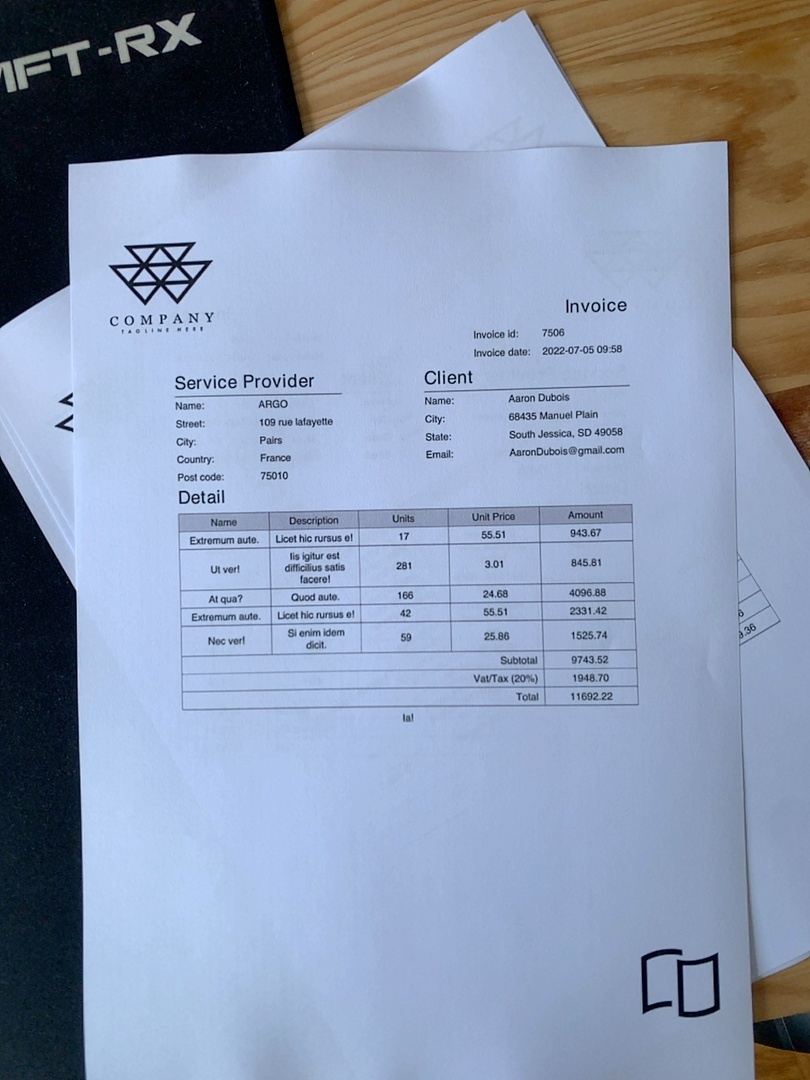 MFT-RX
COMPANY
TAGLINE HERE
Invoice
Invoice id: 7506
Invoice date: 2022-07-05 09:58
Service Provider
Name: ARGO
Street: 109 rue lafayette
City: Pairs
Country: France
Post code: 75010
Client
Name: Aaron Dubois
City: 68435 Manuel Plain
State: South Jessica, SD 49058
Email: AaronDubois@gmail.com
Detail
Name Description Units Unit Price Amount
Extremum aute. Licet hic rursus e! 17 55.51 943.67
Ut ver! Iis igitur est difficilius satis facere! 281 3.01 845.81
At qua? Quod aute. 166 24.68 4096.88
Extremum aute. Licet hic rursus e! 42 55.51 2331.42
Nec ver! Si enim idem dicit. 59 25.86 1525.74
Subtotal 9743.52
Vat/Tax (20%) 1948.70
Total 11692.22
Ia!